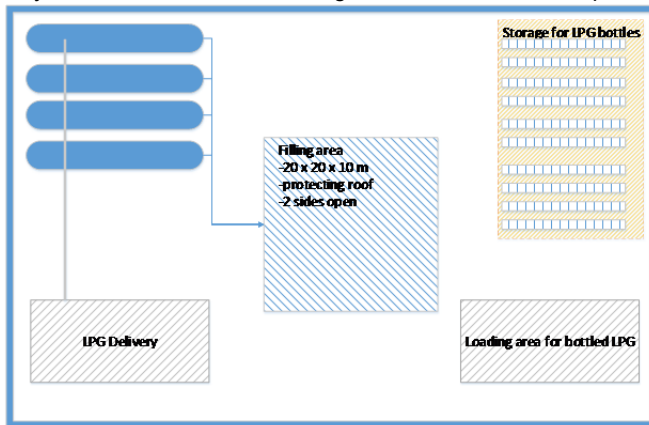 Storage for LPG bottles
Filling area
-20 x 20 x 10 m
-protecting roof
-2 sides open
LPG Delivery
Loading area for bottled LPG